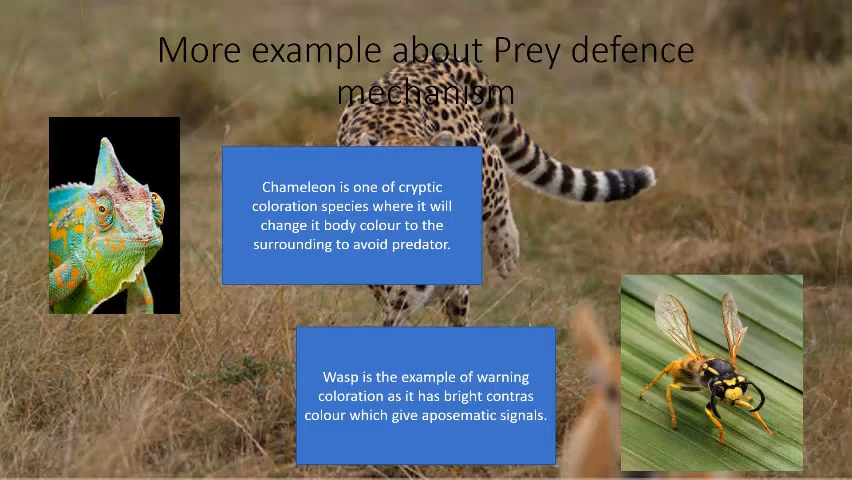 More example about Prey defence
mechanism
Chameleon is one of cryptic
coloration species where it will
change it body colour to the
surrounding to avoid predator.
Wasp is the example of warning
coloration as it has bright contras
colour which give aposematic signals.